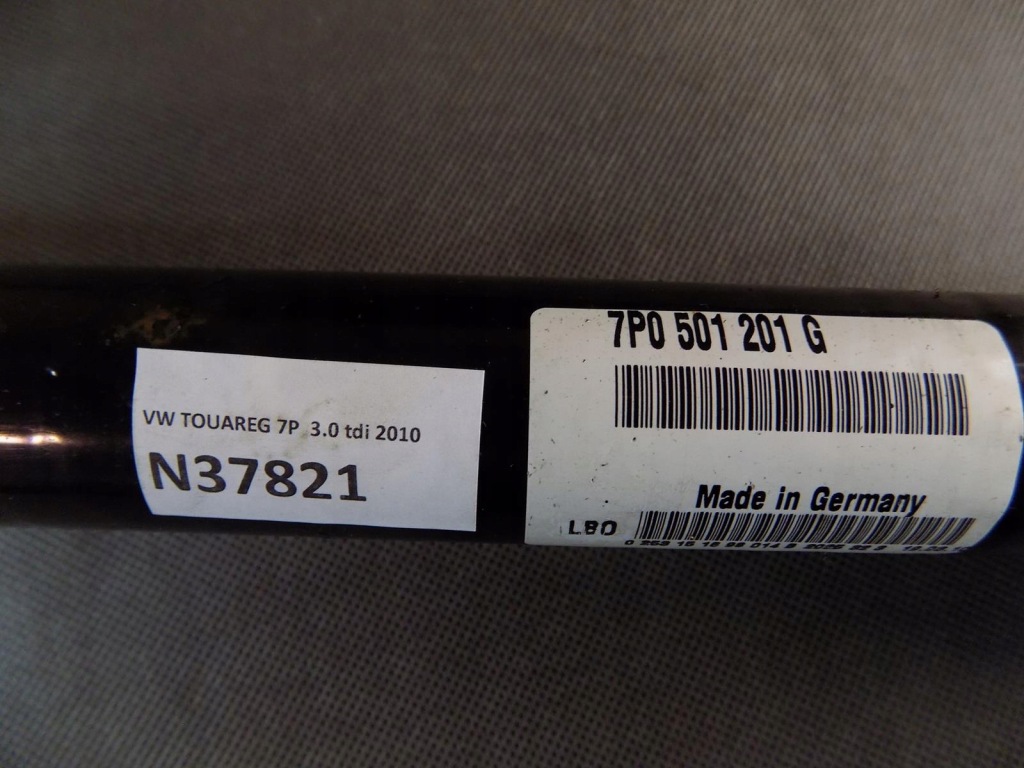 VW TOUAREG 7P 3.0 tdi 2010
N37821
7P0 501 201 G
Made in Germany
LBO